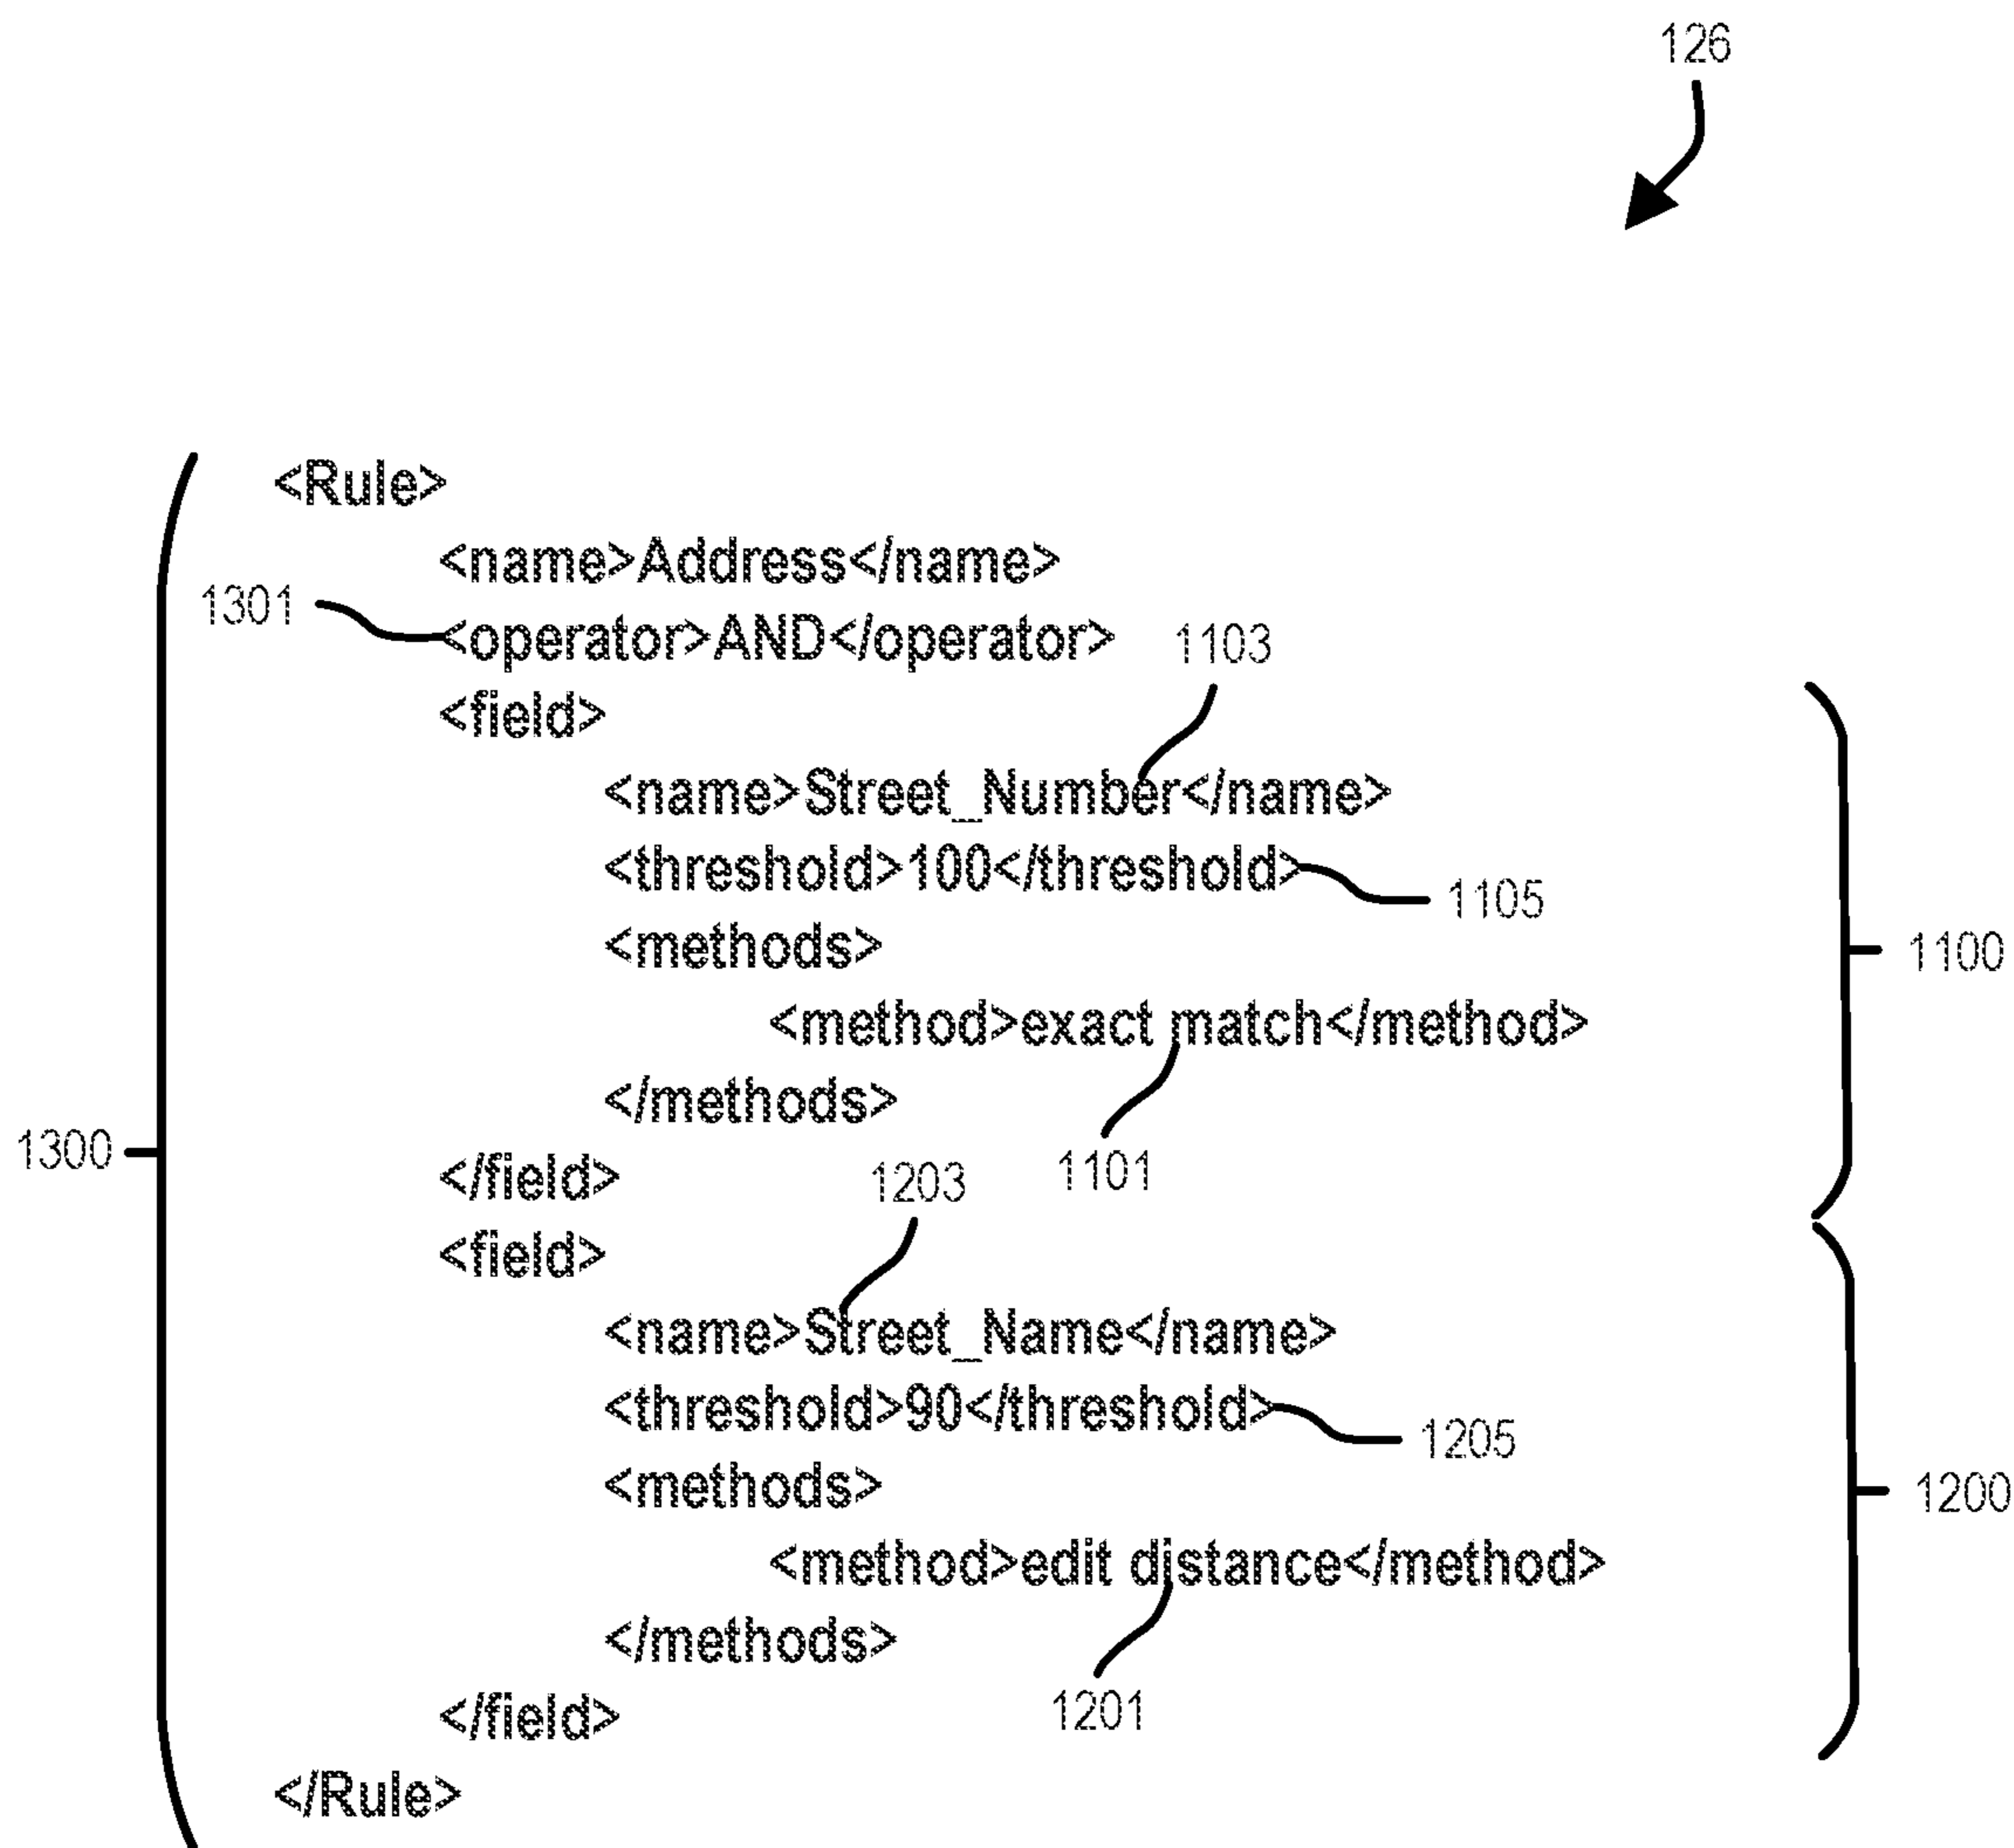 126
<Rule>
<name>Address</name>
1301
<operator>AND</operator>
1103
<field>
<name>Street_Number</name>
<threshold>100</threshold>
1105
<methods>
1100
<method>exact match</method>
</methods>
1300
1101
</field>
1203
<field>
<name>Street_Name</name>
<threshold>90</threshold>
1205
<methods>
1200
<method>edit distance</method>
</methods>
1201
</field>
</Rule>